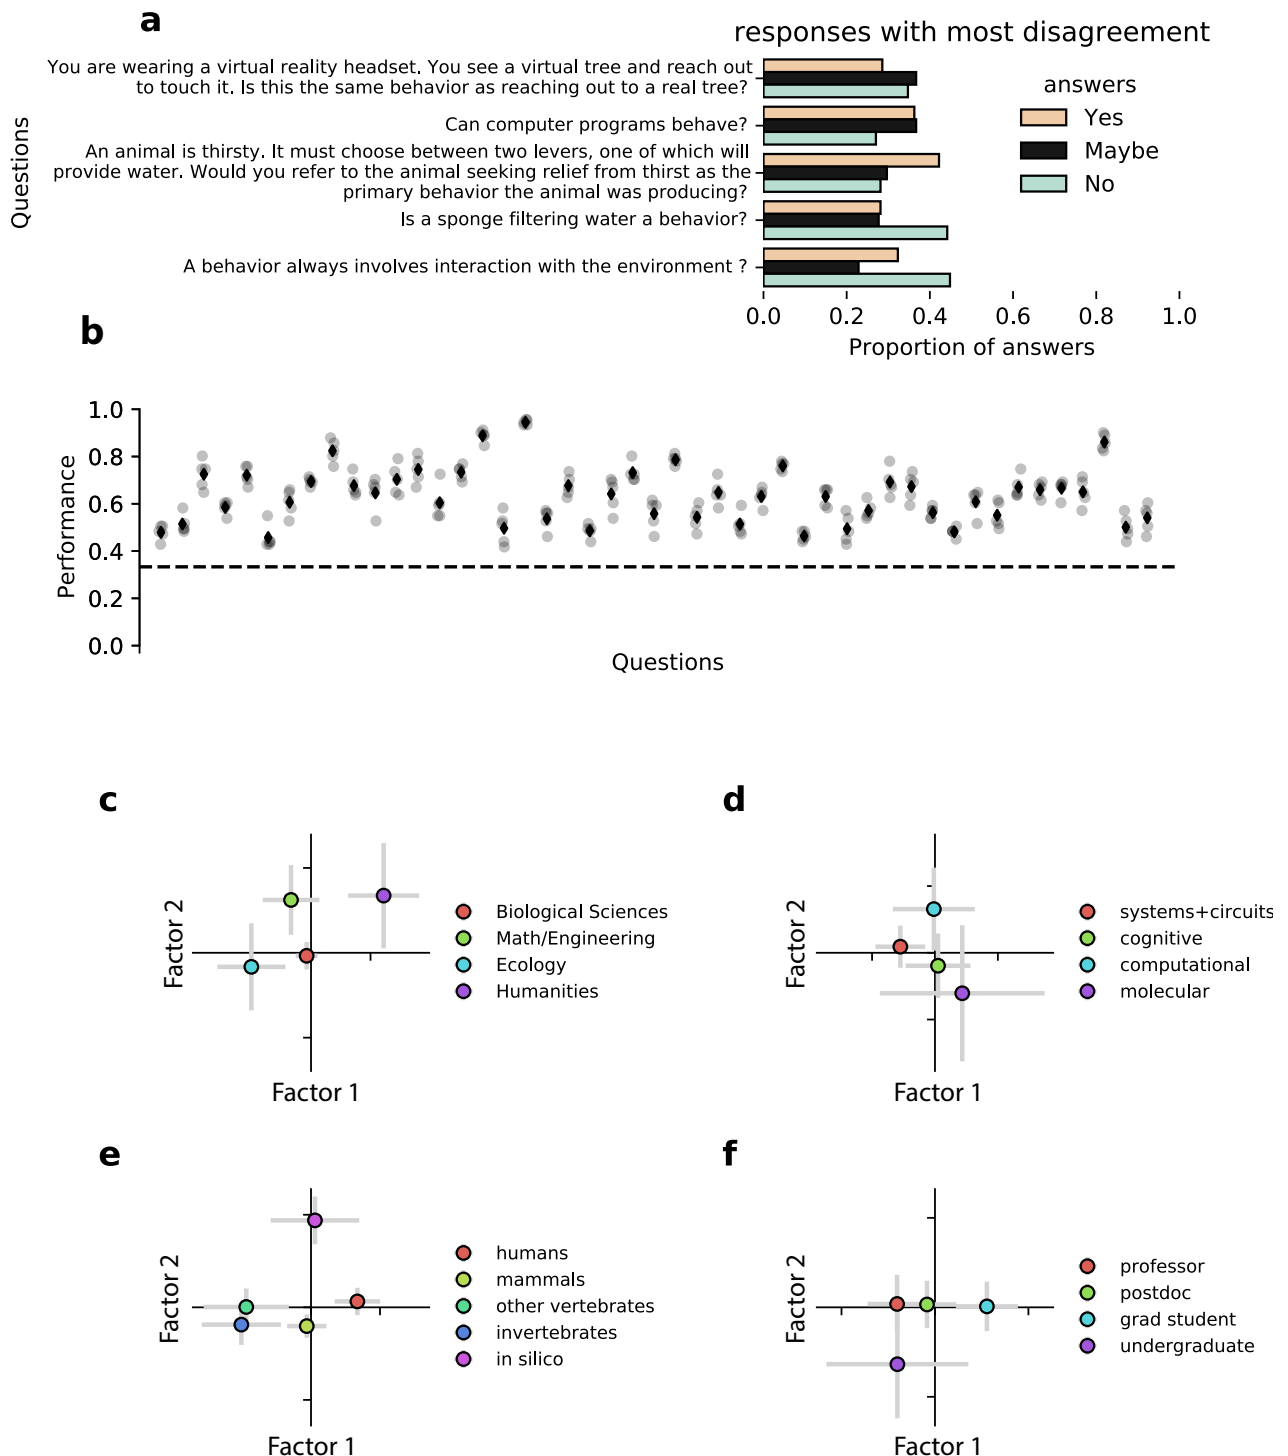 a
responses with most disagreement
Questions
You are wearing a virtual reality headset. You see a virtual tree and reach out
to touch it. Is this the same behavior as reaching out to a real tree?
Can computer programs behave?
An animal is thirsty. It must choose between two levers, one of which will
provide water. Would you refer to the animal seeking relief from thirst as the
primary behavior the animal was producing?
Is a sponge filtering water a behavior?
A behavior always involves interaction with the environment ?
answers
Yes
Maybe
No
0.0 0.2 0.4 0.6 0.8 1.0
Proportion of answers
b
Performance
1.0
0.8
0.6
0.4
0.2
0.0
Questions
c
Factor 2
Factor 1
Biological Sciences
Math/Engineering
Ecology
Humanities
d
Factor 2
Factor 1
systems+circuits
cognitive
computational
molecular
e
Factor 2
Factor 1
humans
mammals
other vertebrates
invertebrates
in silico
f
Factor 2
Factor 1
professor
postdoc
grad student
undergraduate